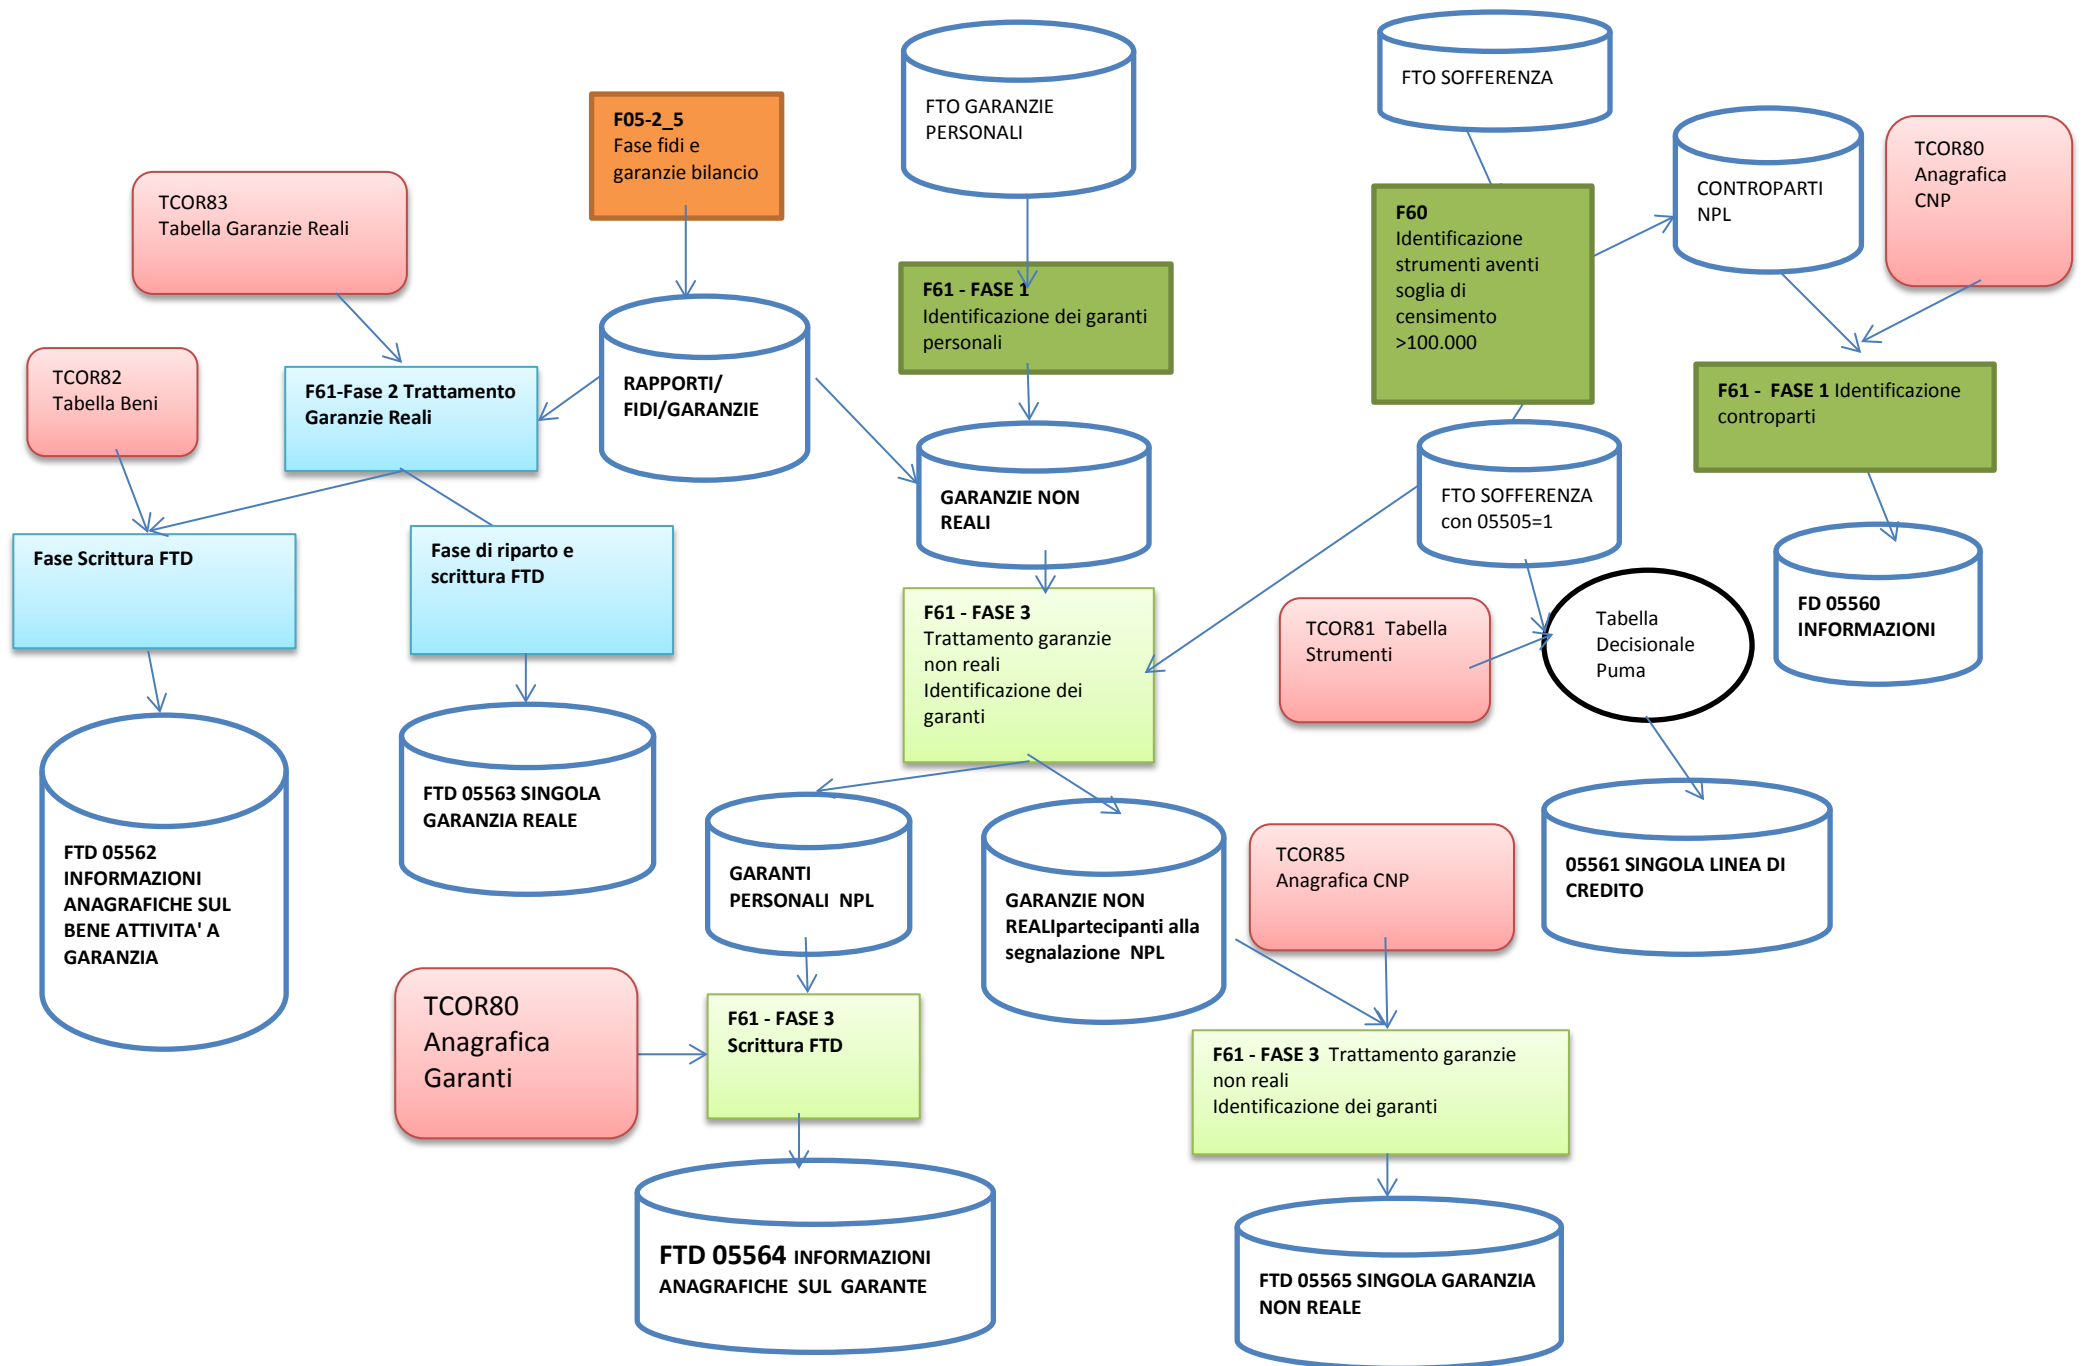 FTO SOFFERENZA
FTO GARANZIE
PERSONALI
F05-2_5
Fase fidi e
garanzie bilancio
TCOR80
Anagrafica
CNP
CONTROPARTI
NPL
TCOR83
Tabella Garanzie Reali
F60
Identificazione
strumenti aventi
soglia di
censimento
>100.000
F61 - FASE 1
Identificazione dei garanti
personali
TCOR82
Tabella Beni
F61-Fase 2 Trattamento
Garanzie Reali
RAPPORTI/
FIDI/GARANZIE
F61 - FASE 1 Identificazione
controparti
GARANZIE NON
REALI
FTO SOFFERENZA
con 05505=1
Fase Scrittura FTD
Fase di riparto e
scrittura FTD
F61 - FASE 3
Trattamento garanzie
non reali
Identificazione dei
garanti
TCOR81 Tabella
Strumenti
Tabella
Decisionale
Puma
FD 05560
INFORMAZIONI
FTD 05562
INFORMAZIONI
ANAGRAFICHE SUL
BENE ATTIVITA' A
GARANZIA
FTD 05563 SINGOLA
GARANZIA REALE
GARANTI
PERSONALI NPL
GARANZIE NON
REALIpartecipanti alla
segnalazione NPL
TCOR85
Anagrafica CNP
05561 SINGOLA LINEA DI
CREDITO
TCOR80
Anagrafica
Garanti
F61 - FASE 3
Scrittura FTD
F61 - FASE 3 Trattamento garanzie
non reali
Identificazione dei garanti
FTD 05564 INFORMAZIONI
ANAGRAFICHE SUL GARANTE
FTD 05565 SINGOLA GARANZIA
NON REALE